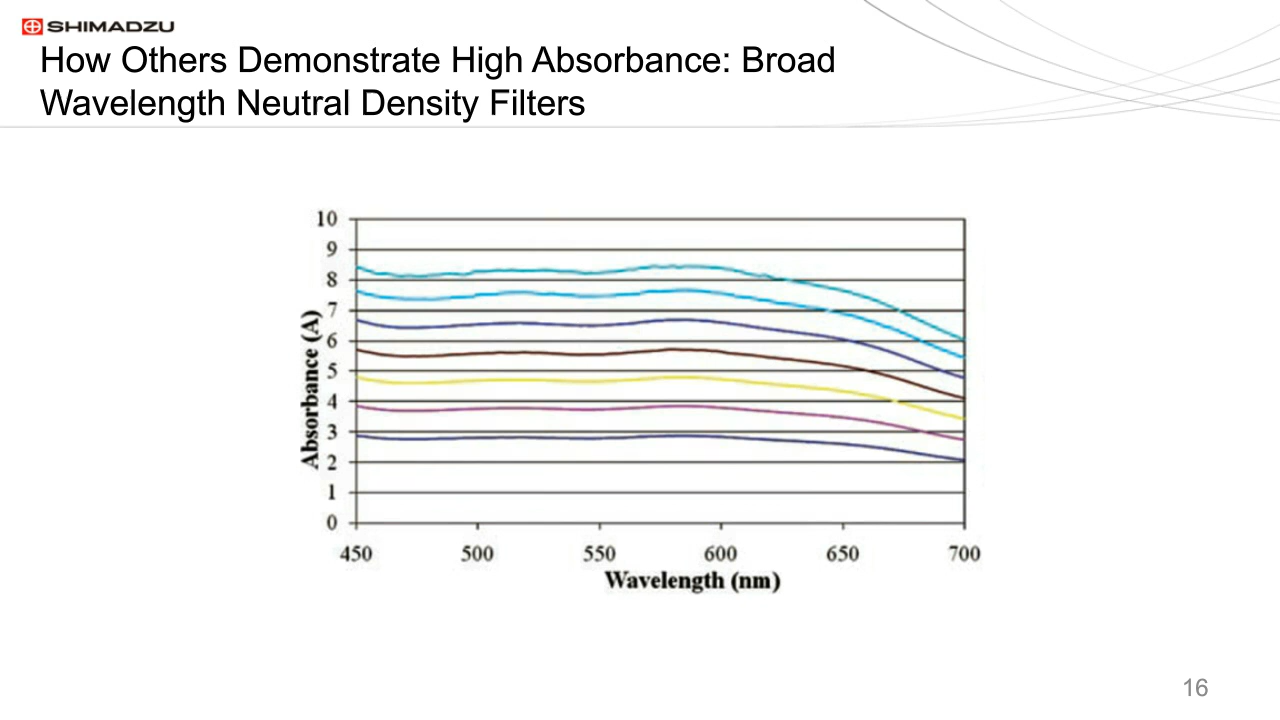 SHIMADZU
How Others Demonstrate High Absorbance: Broad
Wavelength Neutral Density Filters
10
9
8
7
6
5
4
3
2
1
0
Absorbance (A)
450 500 550 600 650 700
Wavelength (nm)
16